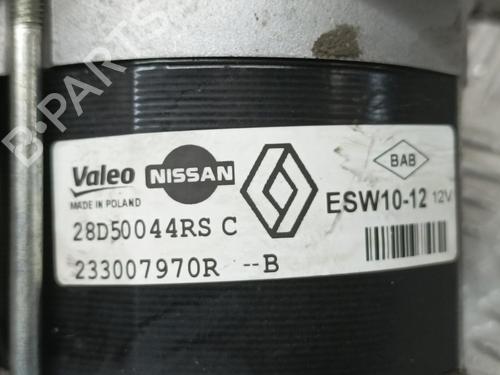 B-PARTS
Valeo NISSAN BAB
MADE IN POLAND
ESW10-12 12V
28D50044RS C
233007970R --B